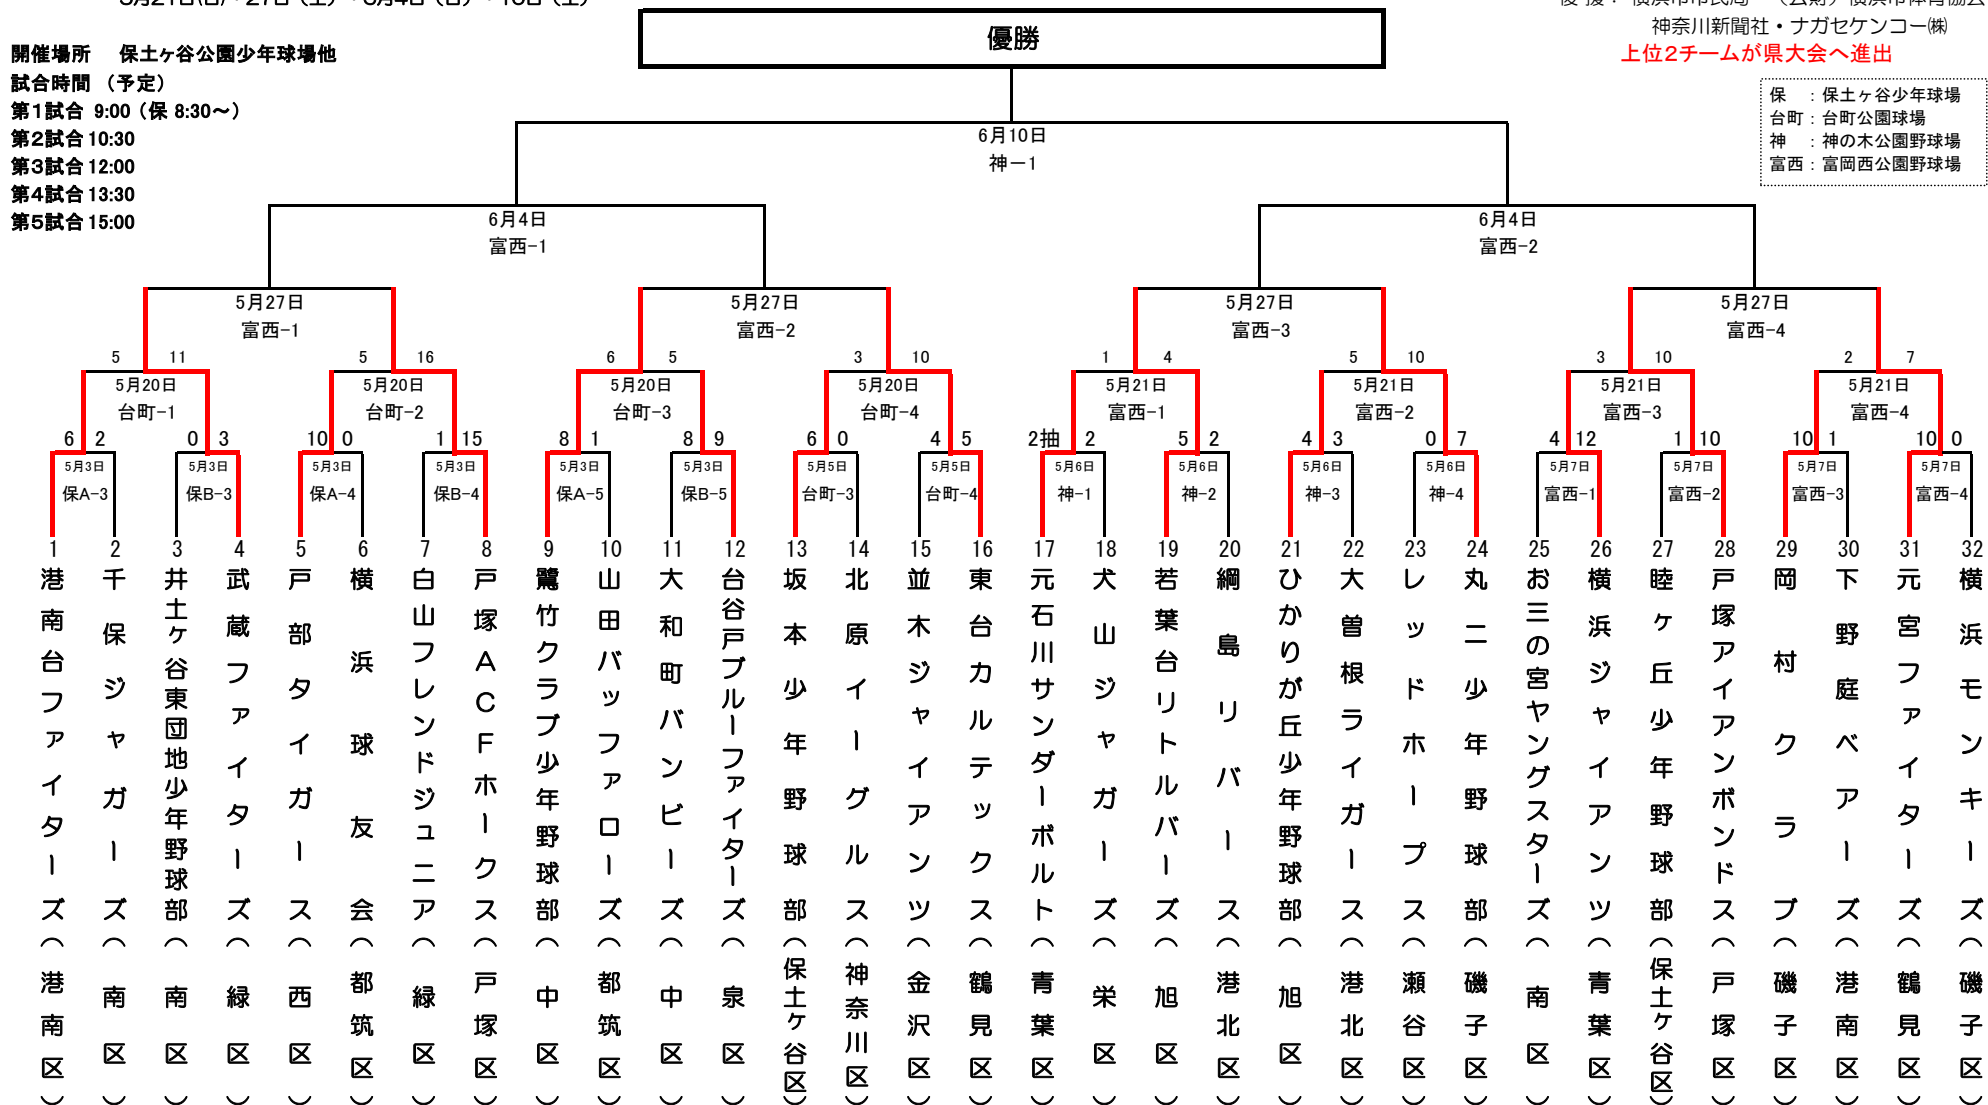 優勝
神奈川新聞社・ナガセケンコー㈱
上位2チームが県大会へ進出
開催場所 保土ヶ谷公園少年球場他
試合時間 (予定)
第1試合 9:00 (保 8:30～)
第2試合 10:30
第3試合 12:00
第4試合 13:30
第5試合 15:00
保 : 保土ヶ谷少年球場
台町 : 台町公園球場
神 : 神の木公園野球場
富西 : 富岡西公園野球場
6月10日
神－1
6月4日 6月4日
富西-1 富西-2
5月27日 5月27日 5月27日 5月27日
富西-1 富西-2 富西-3 富西-4
5 11 5 16 6 5 3 10 1 4 5 10 3 10 2 7
5月20日 5月20日 5月20日 5月20日 5月21日 5月21日 5月21日 5月21日
台町-1 台町-2 台町-3 台町-4 富西-1 富西-2 富西-3 富西-4
6 2 0 3 10 0 1 15 8 1 8 9 6 0 4 5 2抽 2 5 2 4 3 0 7 4 12 1 10 10 1 10 0
5月3日 5月3日 5月3日 5月3日 5月3日 5月3日 5月5日 5月5日 5月6日 5月6日 5月6日 5月6日 5月7日 5月7日 5月7日 5月7日
保A-3 保B-3 保A-4 保B-4 保A-5 保B-5 台町-3 台町-4 神-1 神-2 神-3 神-4 富西-1 富西-2 富西-3 富西-4
1 港南台ファイターズ(港南区)
2 千保ジャガーズ(南区)
3 井土ヶ谷東団地少年野球部(南区)
4 武蔵ファイターズ(緑区)
5 戸部タイガース(西区)
6 横浜球友会(都筑区)
7 白山フレンドジュニア(緑区)
8 戸塚ACFホークス(戸塚区)
9 鷺竹クラブ少年野球部(中区)
10 山田バッファローズ(都筑区)
11 大和町バンビーズ(中区)
12 台谷戸ブルーファイターズ(泉区)
13 坂本少年野球部(保土ケ谷区)
14 北原イーグルス(神奈川区)
15 並木ジャイアンツ(金沢区)
16 東台カルテックス(鶴見区)
17 元石川サンダーボルト(青葉区)
18 犬山ジャガーズ(栄区)
19 若葉台リトルバーズ(旭区)
20 綱島リバース(港北区)
21 ひかりが丘少年野球部(旭区)
22 大曽根ライガース(港北区)
23 レッドホープス(瀬谷区)
24 丸二少年野球部(磯子区)
25 お三の宮ヤングスターズ(南区)
26 横浜ジャイアンツ(青葉区)
27 睦ヶ丘少年野球部(保土ケ谷区)
28 戸塚アイアンボンドス(戸塚区)
29 岡村クラブ(磯子区)
30 下野庭ベアーズ(港南区)
31 元宮ファイターズ(鶴見区)
32 横浜モンキーズ(磯子区)